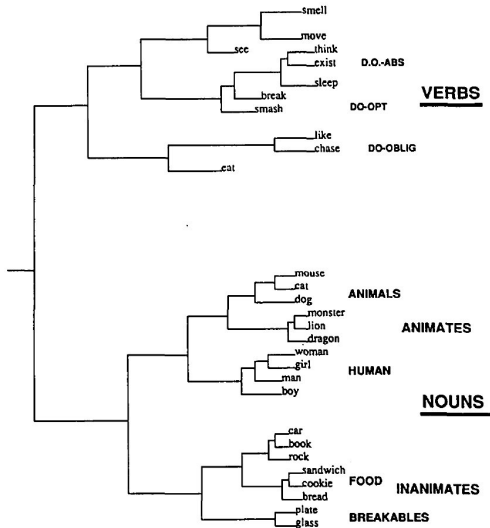 smell
move
see
think
exist D.O.-ABS
sleep
VERBS
break
smash DO-OPT
like
chase DO-OBLIG
eat
mouse
cat
dog ANIMALS
monster
lion ANIMATES
dragon
woman
girl HUMAN
man
boy
NOUNS
car
book
rock
sandwich
cookie FOOD INANIMATES
bread
plate BREAKABLES
glass